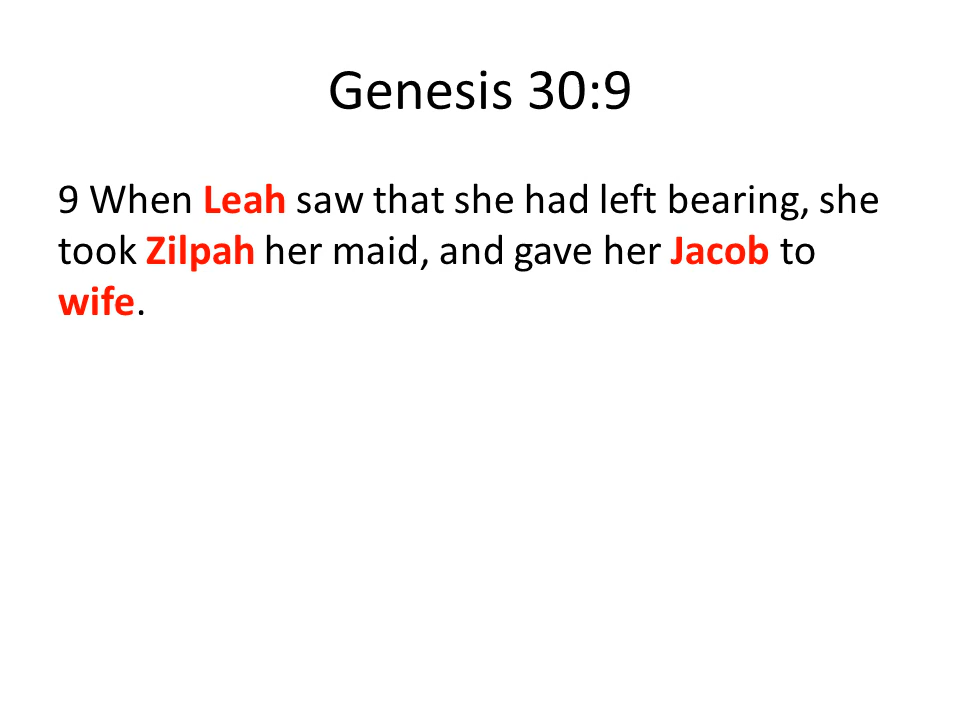 Genesis 30:9
9 When Leah saw that she had left bearing, she
took Zilpah her maid, and gave her Jacob to
wife.